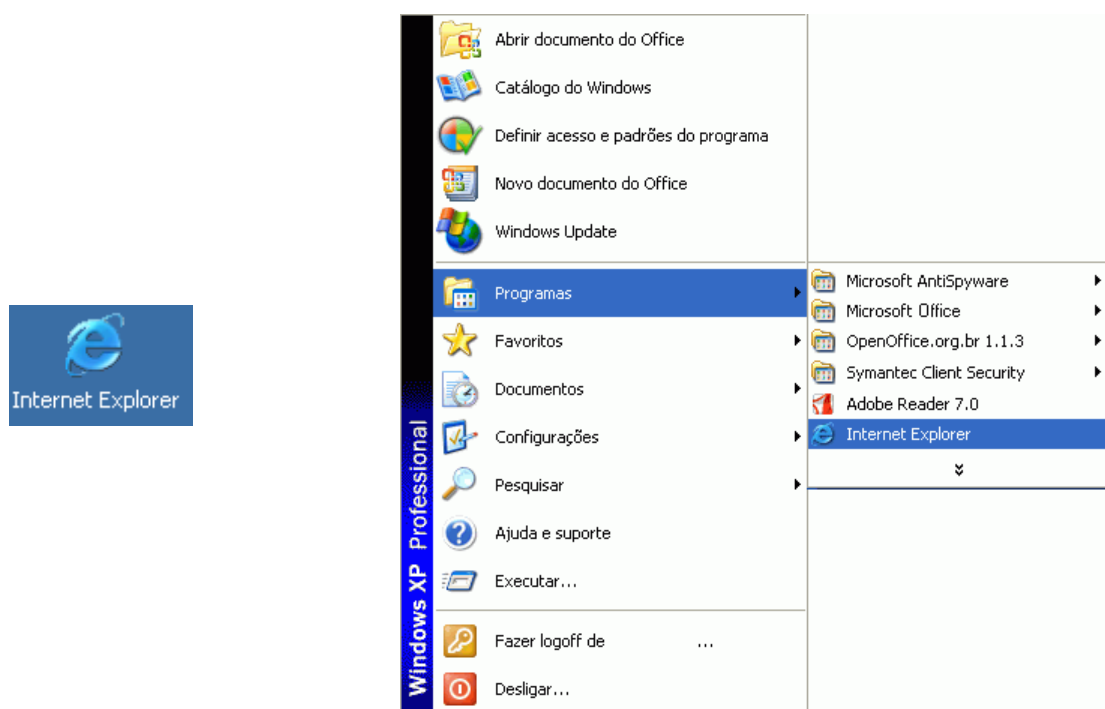 Internet Explorer
Abrir documento do Office
Catálogo do Windows
Definir acesso e padrões do programa
Novo documento do Office
Windows Update
Programas
Favoritos
Documentos
Configurações
Pesquisar
Ajuda e suporte
Executar...
Fazer logoff de ...
Desligar...
Windows XP Professional
Microsoft AntiSpyware
Microsoft Office
OpenOffice.org.br 1.1.3
Symantec Client Security
Adobe Reader 7.0
Internet Explorer